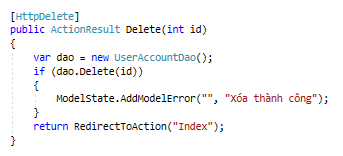 [HttpDelete]
public ActionResult Delete(int id)
{
    var dao = new UserAccountDao();
    if (dao.Delete(id))
    {
        ModelState.AddModelError("", "Xóa thành công");
    }
    return RedirectToAction("Index");
}